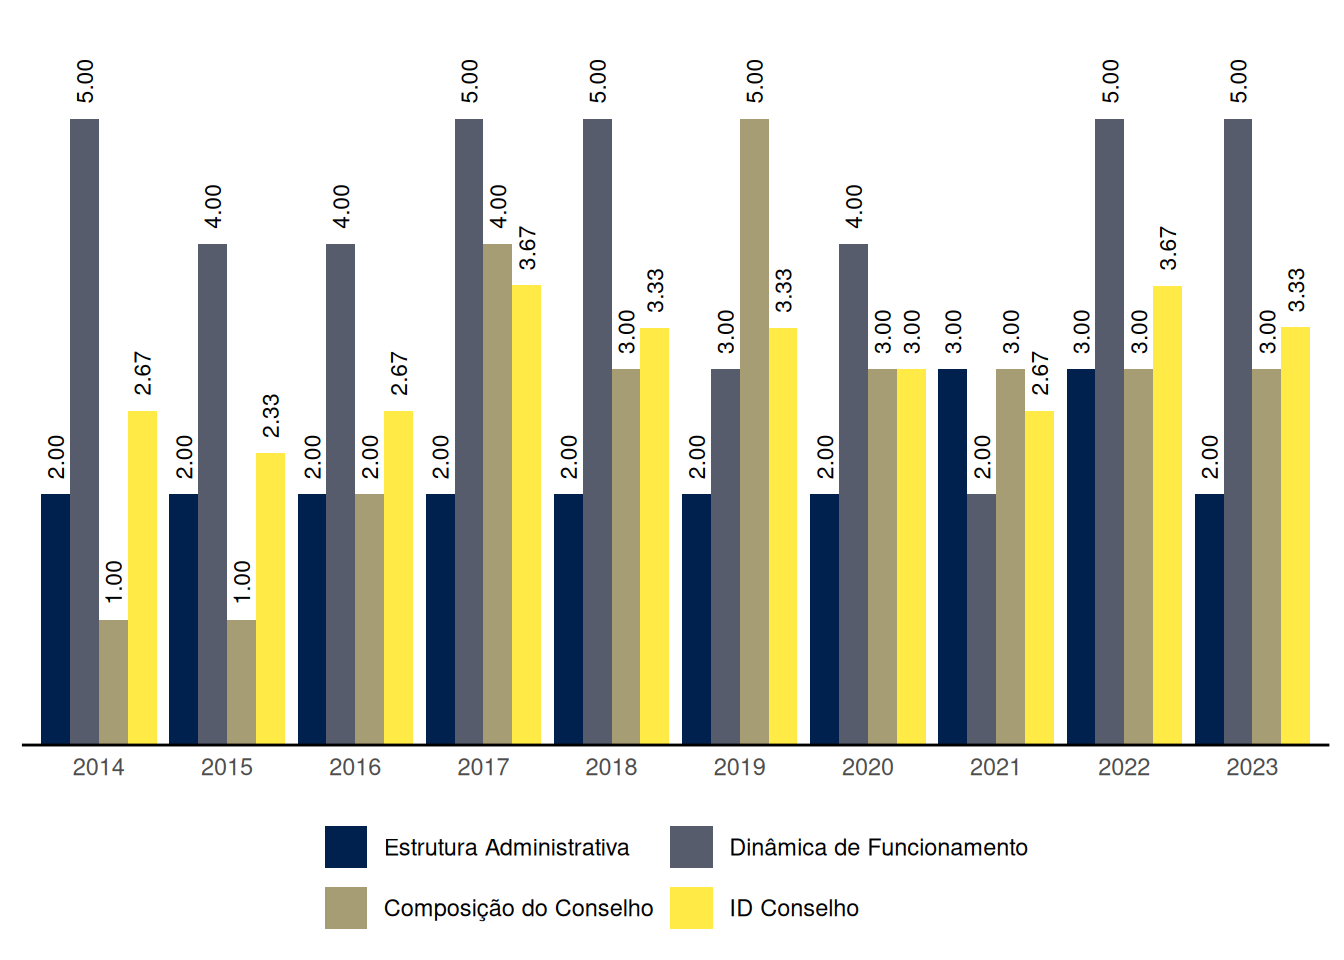 5.00 5.00 5.00 5.00 5.00 5.00
4.00 4.00 4.00 4.00
3.67 3.67
3.33 3.33 3.33
3.00 3.00 3.00 3.00 3.00 3.00 3.00 3.00 3.00
2.67 2.67 2.67
2.33
2.00 2.00 2.00 2.00 2.00 2.00 2.00 2.00 2.00 2.00
1.00 1.00
2014 2015 2016 2017 2018 2019 2020 2021 2022 2023
Estrutura Administrativa Dinâmica de Funcionamento
Composição do Conselho ID Conselho